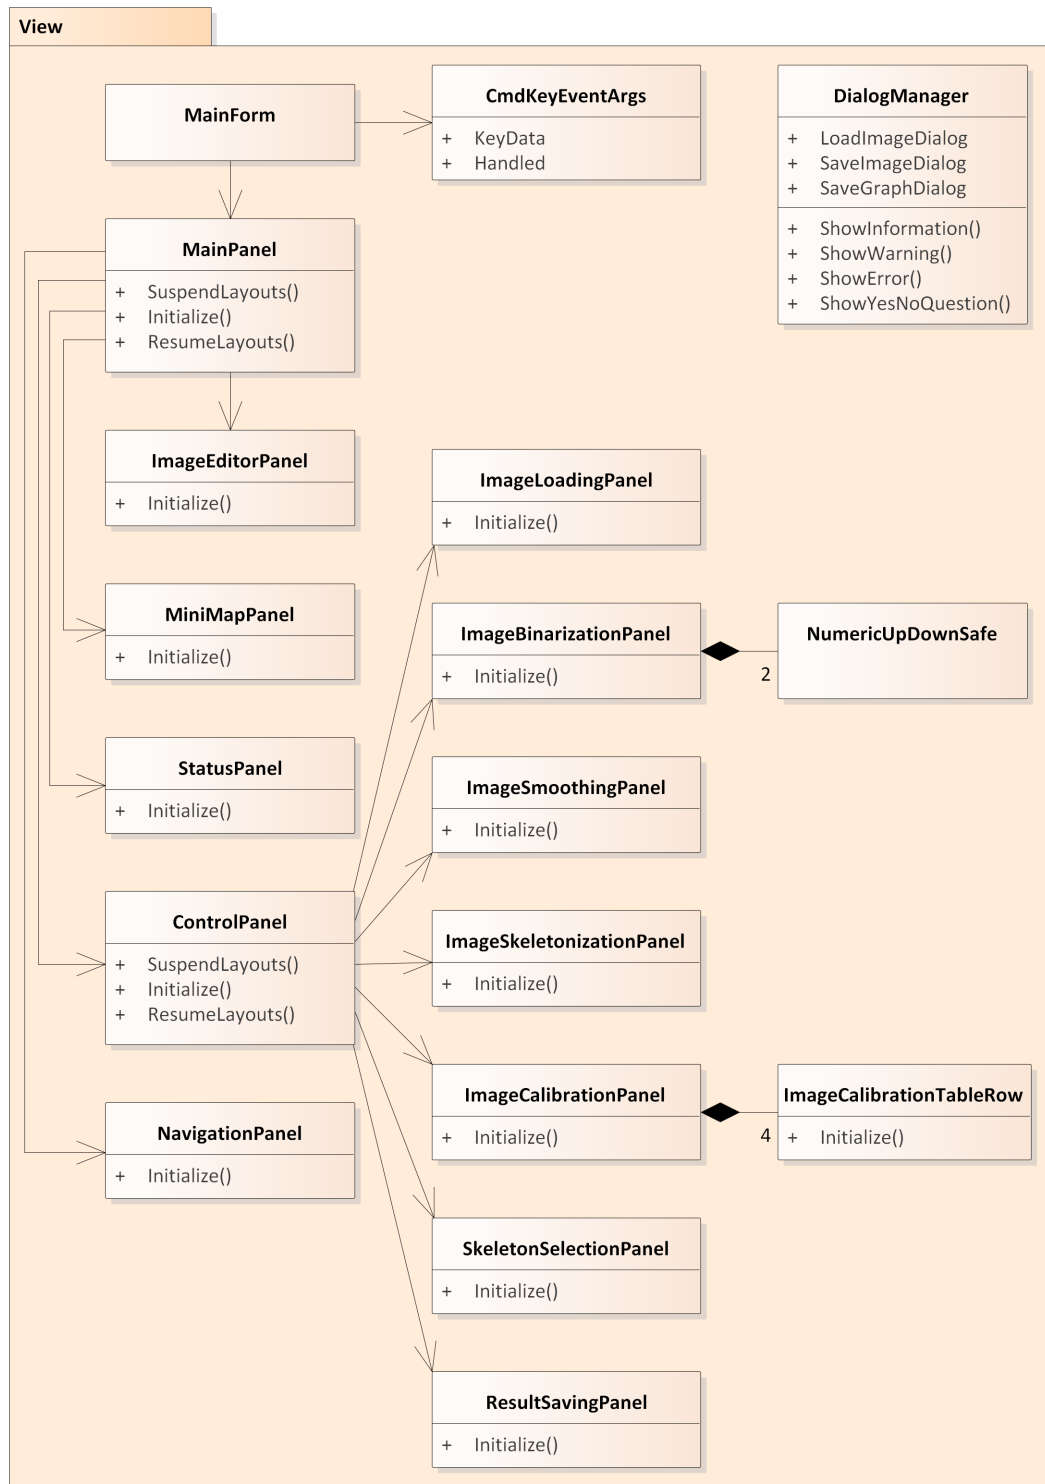 View
MainForm
CmdKeyEventArgs
+ KeyData
+ Handled
DialogManager
+ LoadImageDialog
+ SaveImageDialog
+ SaveGraphDialog
+ ShowInformation()
+ ShowWarning()
+ ShowError()
+ ShowYesNoQuestion()
MainPanel
+ SuspendLayouts()
+ Initialize()
+ ResumeLayouts()
ImageEditorPanel
+ Initialize()
ImageLoadingPanel
+ Initialize()
MiniMapPanel
+ Initialize()
ImageBinarizationPanel
+ Initialize()
2
NumericUpDownSafe
StatusPanel
+ Initialize()
ImageSmoothingPanel
+ Initialize()
ControlPanel
+ SuspendLayouts()
+ Initialize()
+ ResumeLayouts()
ImageSkeletonizationPanel
+ Initialize()
ImageCalibrationPanel
+ Initialize()
4
ImageCalibrationTableRow
+ Initialize()
NavigationPanel
+ Initialize()
SkeletonSelectionPanel
+ Initialize()
ResultSavingPanel
+ Initialize()